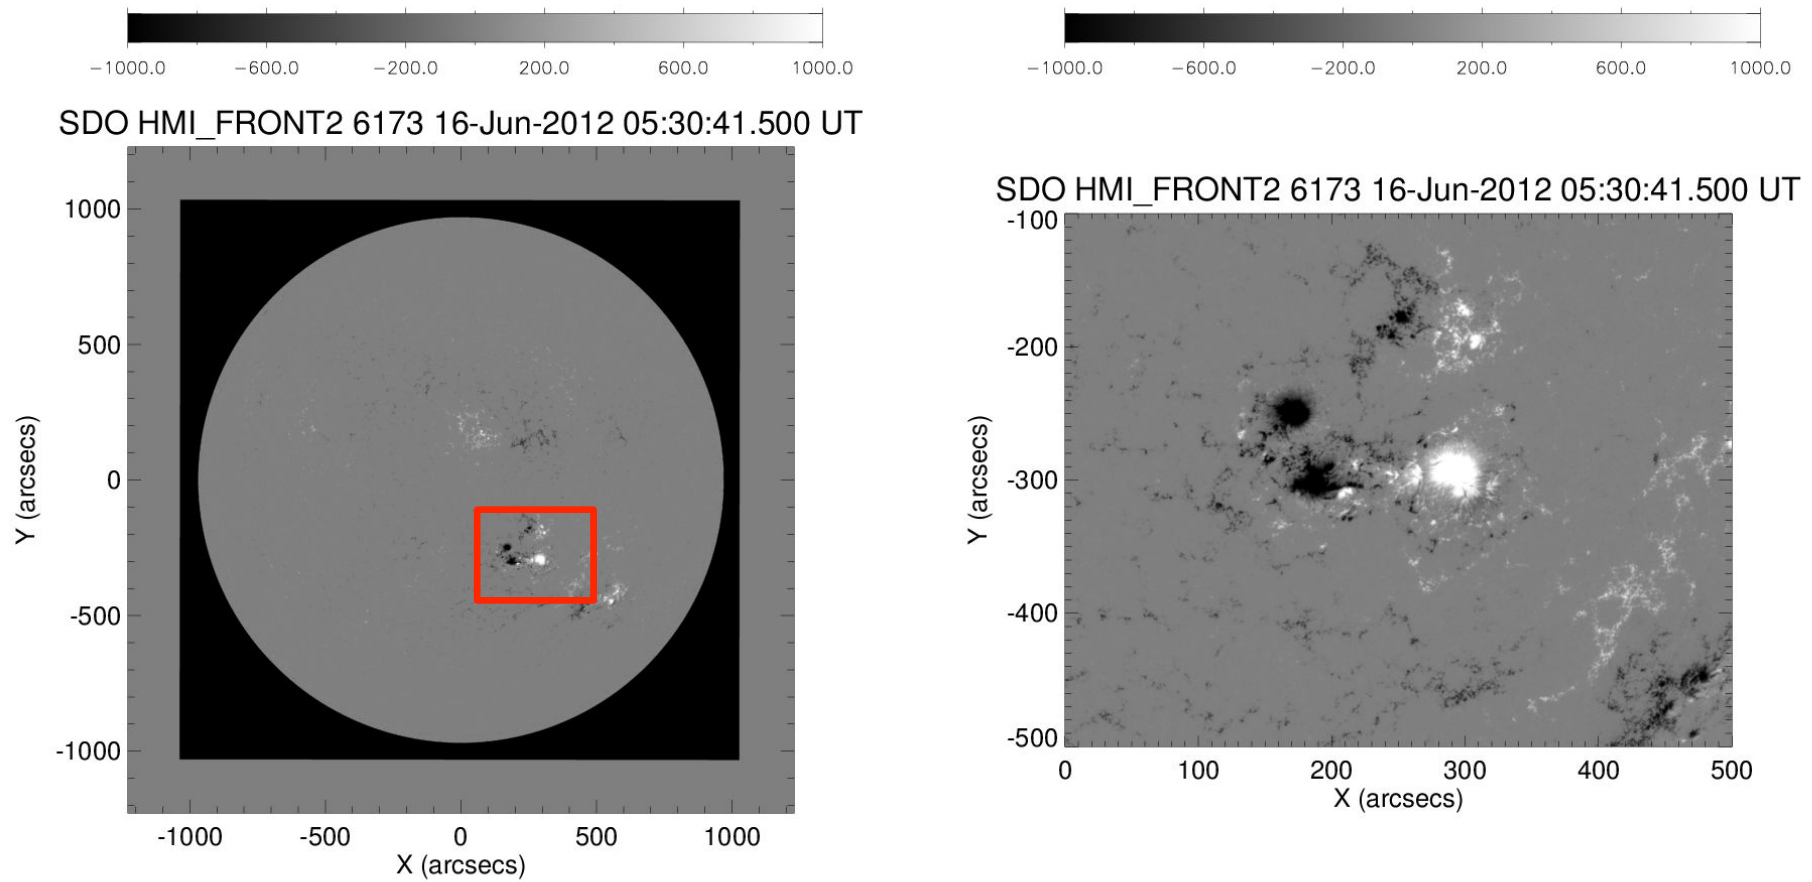 −1000.0 −600.0 −200.0 200.0 600.0 1000.0
SDO HMI_FRONT2 6173 16-Jun-2012 05:30:41.500 UT
1000
500
0
-500
-1000
Y (arcsecs)
-1000 -500 0 500 1000
X (arcsecs)
−1000.0 −600.0 −200.0 200.0 600.0 1000.0
SDO HMI_FRONT2 6173 16-Jun-2012 05:30:41.500 UT
-100
-200
-300
-400
-500
Y (arcsecs)
0 100 200 300 400 500
X (arcsecs)